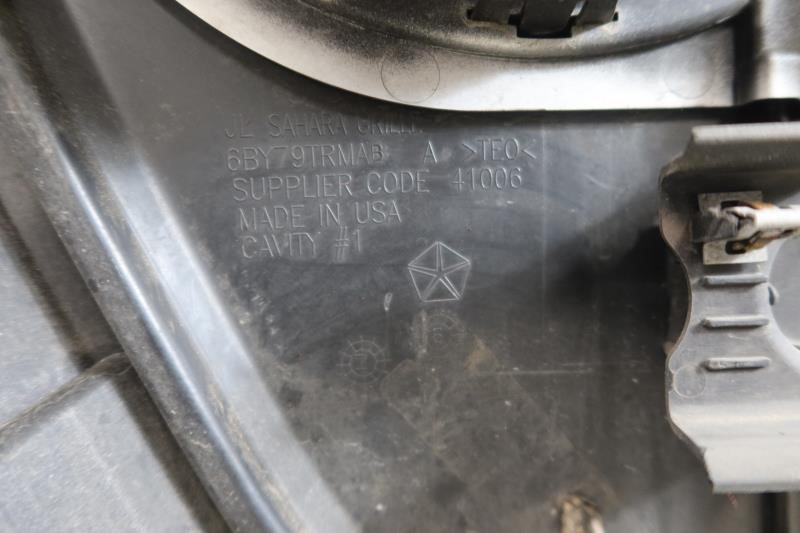 JL SAHARA GRILLE
6BY79TRMAB A >TEO<
SUPPLIER CODE 41006
MADE IN USA
CAVITY #1